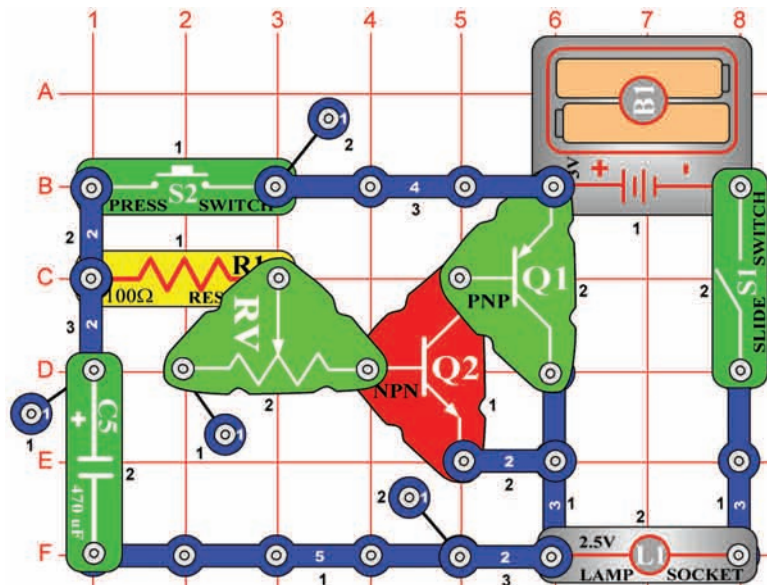 1 2 3 4 5 6 7 8
A
B1
1
1
2
B
S2
PRESS SWITCH
4
3
3V
+ -
1
2
2
1
C
R1
100Ω
RES
RV
PNP
Q1
2
2
S1
SLIDE SWITCH
3
2
D
NPN
Q2
1
2
1
1
C5
+
470 uF
2
1
1
E
2
2
3
1
1
3
2
1
F
5
1
2
3
2.5V
2
L1
LAMP SOCKET